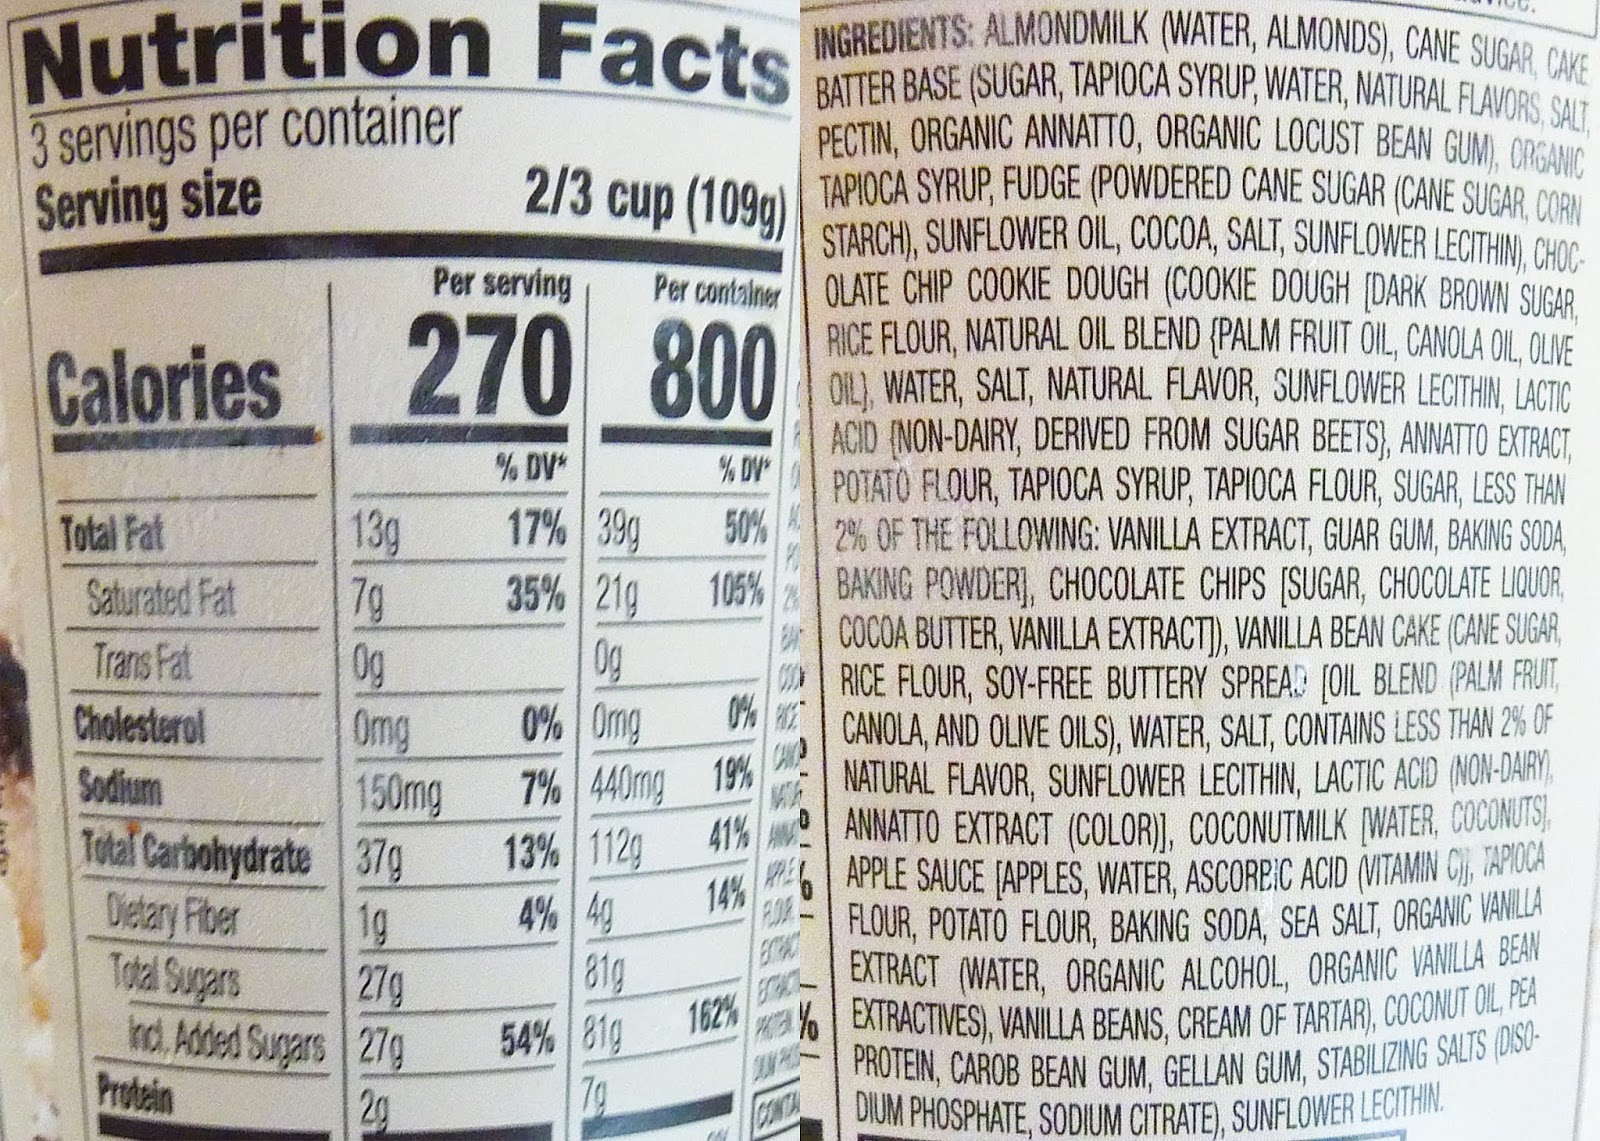 Nutrition Facts
3 servings per container
Serving size 2/3 cup (109g)
Per serving Per container
Calories 270 800
% DV* % DV*
Total Fat 13g 17% 39g 50%
Saturated Fat 7g 35% 21g 105%
Trans Fat 0g 0g
Cholesterol 0mg 0% 0mg 0%
Sodium 150mg 7% 440mg 19%
Total Carbohydrate 37g 13% 112g 41%
Dietary Fiber 1g 4% 4g 14%
Total Sugars 27g 81g
Incl. Added Sugars 27g 54% 81g 162%
Protein 2g 7g
INGREDIENTS: ALMONDMILK (WATER, ALMONDS), CANE SUGAR, CAKE
BATTER BASE (SUGAR, TAPIOCA SYRUP, WATER, NATURAL FLAVORS, SALT,
PECTIN, ORGANIC ANNATTO, ORGANIC LOCUST BEAN GUM), ORGANIC
TAPIOCA SYRUP, FUDGE (POWDERED CANE SUGAR (CANE SUGAR, CORN
STARCH), SUNFLOWER OIL, COCOA, SALT, SUNFLOWER LECITHIN), CHOC-
OLATE CHIP COOKIE DOUGH (COOKIE DOUGH [DARK BROWN SUGAR,
RICE FLOUR, NATURAL OIL BLEND {PALM FRUIT OIL, CANOLA OIL, OLIVE
OIL}, WATER, SALT, NATURAL FLAVOR, SUNFLOWER LECITHIN, LACTIC
ACID {NON-DAIRY, DERIVED FROM SUGAR BEETS}, ANNATTO EXTRACT,
POTATO FLOUR, TAPIOCA SYRUP, TAPIOCA FLOUR, SUGAR, LESS THAN
2% OF THE FOLLOWING: VANILLA EXTRACT, GUAR GUM, BAKING SODA,
BAKING POWDER], CHOCOLATE CHIPS [SUGAR, CHOCOLATE LIQUOR,
COCOA BUTTER, VANILLA EXTRACT]), VANILLA BEAN CAKE (CANE SUGAR,
RICE FLOUR, SOY-FREE BUTTERY SPREAD [OIL BLEND (PALM FRUIT,
CANOLA, AND OLIVE OILS), WATER, SALT, CONTAINS LESS THAN 2% OF
NATURAL FLAVOR, SUNFLOWER LECITHIN, LACTIC ACID (NON-DAIRY),
ANNATTO EXTRACT (COLOR)], COCONUTMILK [WATER, COCONUTS],
APPLE SAUCE [APPLES, WATER, ASCORBIC ACID (VITAMIN C)], TAPIOCA
FLOUR, POTATO FLOUR, BAKING SODA, SEA SALT, ORGANIC VANILLA
EXTRACT (WATER, ORGANIC ALCOHOL, ORGANIC VANILLA BEAN
EXTRACTIVES), VANILLA BEANS, CREAM OF TARTAR), COCONUT OIL, PEA
PROTEIN, CAROB BEAN GUM, GELLAN GUM, STABILIZING SALTS (DISO-
DIUM PHOSPHATE, SODIUM CITRATE), SUNFLOWER LECITHIN.